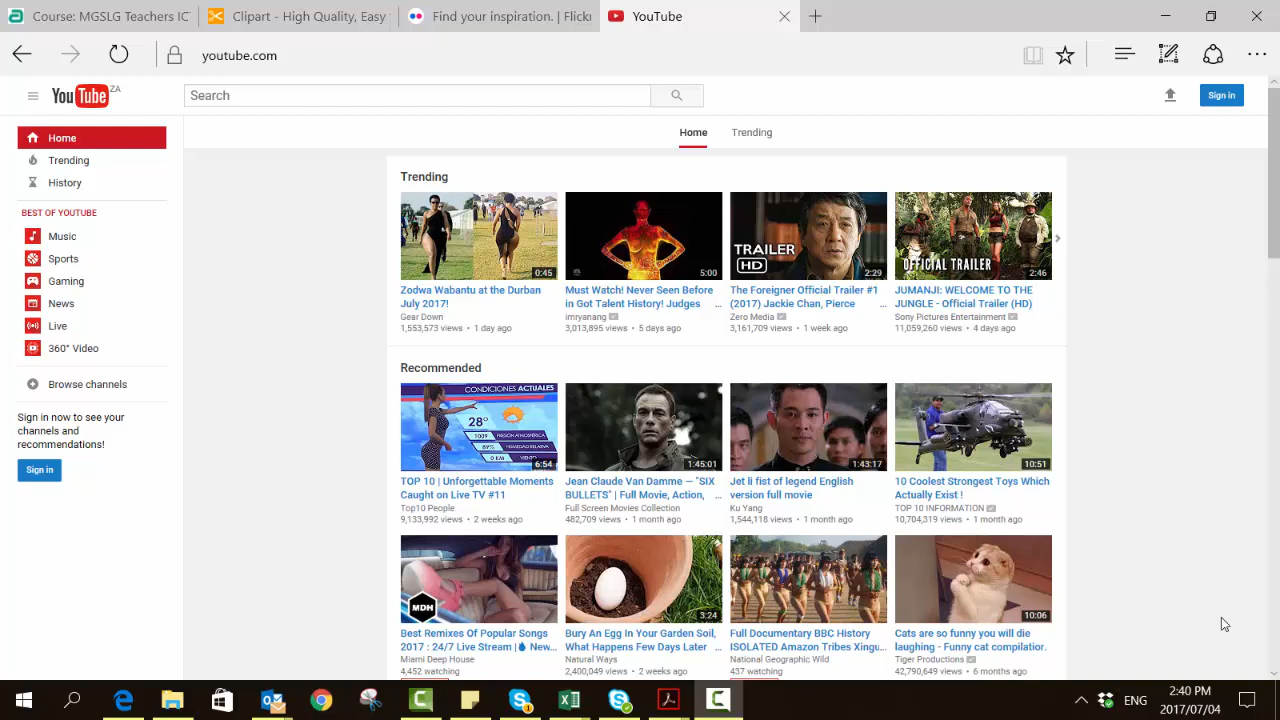 C: MGSLG Teachers ICT
Clipart - High Quality, Easy
Find your inspiration. | Flickr
YouTube
youtube.com
YouTube ZA
Search
Sign in
Home
Trending
History
BEST OF YOUTUBE
Music
Sports
Gaming
News
Live
360° Video
Browse channels
Sign in now to see your
channels and
recommendations!
Sign in
Home Trending
Trending
0:45 5:00 TRAILER HD 2:29 OFFICIAL TRAILER 2:46
Zodwa Wabantu at the Durban
July 2017!
Gear Down
1,553,573 views • 1 day ago
Must Watch! Never Seen Before
in Got Talent History! Judges ...
imryanang
3,013,895 views • 5 days ago
The Foreigner Official Trailer #1
(2017) Jackie Chan, Pierce ...
Zero Media
3,161,709 views • 1 week ago
JUMANJI: WELCOME TO THE
JUNGLE - Official Trailer (HD)
Sony Pictures Entertainment
11,059,260 views • 4 days ago
Recommended
CONDICIONES ACTUALES
28°
1009 PRESIÓN ATMOSFÉRICA
89% HUMEDAD RELATIVA
0 KM VIENTO
6:54 1:45:01 1:43:17 10:51
TOP 10 | Unforgettable Moments
Caught on Live TV #11
Top10 People
9,133,992 views • 2 weeks ago
Jean Claude Van Damme — "SIX
BULLETS" | Full Movie, Action, ...
Full Screen Movies Collection
482,709 views • 1 month ago
Jet li fist of legend English
version full movie
Ku Yang
1,544,118 views • 1 month ago
10 Coolest Strongest Toys Which
Actually Exist !
TOP 10 INFORMATION
10,704,319 views • 1 month ago
MDH 3:24 10:06
Best Remixes Of Popular Songs
2017 : 24/7 Live Stream | New...
Miami Deep House
4,452 watching
Bury An Egg In Your Garden Soil,
What Happens Few Days Later ...
Natural Ways
2,400,049 views • 2 weeks ago
Full Documentary BBC History
ISOLATED Amazon Tribes Xingu...
National Geographic Wild
437 watching
Cats are so funny you will die
laughing - Funny cat compilation.
Tiger Productions
42,790,649 views • 6 months ago
ENG
2:40 PM
2017/07/04